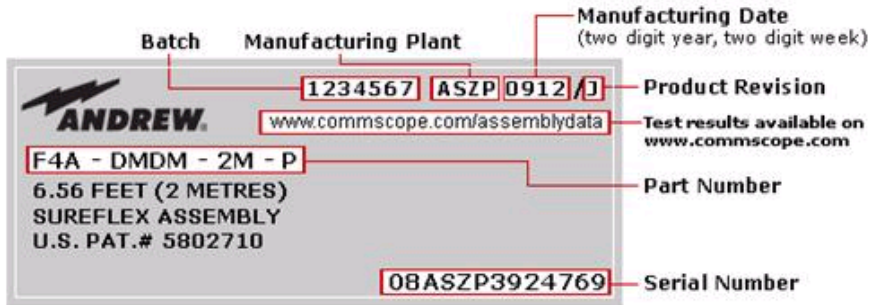 Manufacturing Date
(two digit year, two digit week)
Batch Manufacturing Plant
1234567 ASZP 0912 /J Product Revision
ANDREW.
www.commscope.com/assemblydata Test results available on
www.commscope.com
F4A - DMDM - 2M - P
Part Number
6.56 FEET (2 METRES)
SUREFLEX ASSEMBLY
U.S. PAT.# 5802710
08ASZP3924769 Serial Number